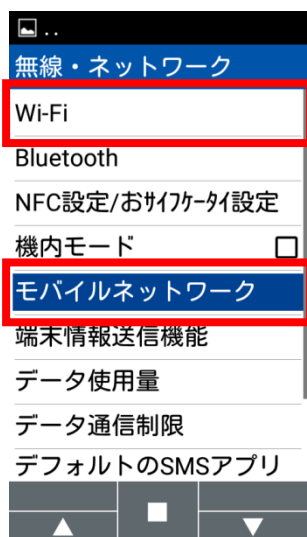 ..
無線・ネットワーク
Wi-Fi
Bluetooth
NFC設定/おサイフケータイ設定
機内モード
モバイルネットワーク
端末情報送信機能
データ使用量
データ通信制限
デフォルトのSMSアプリ